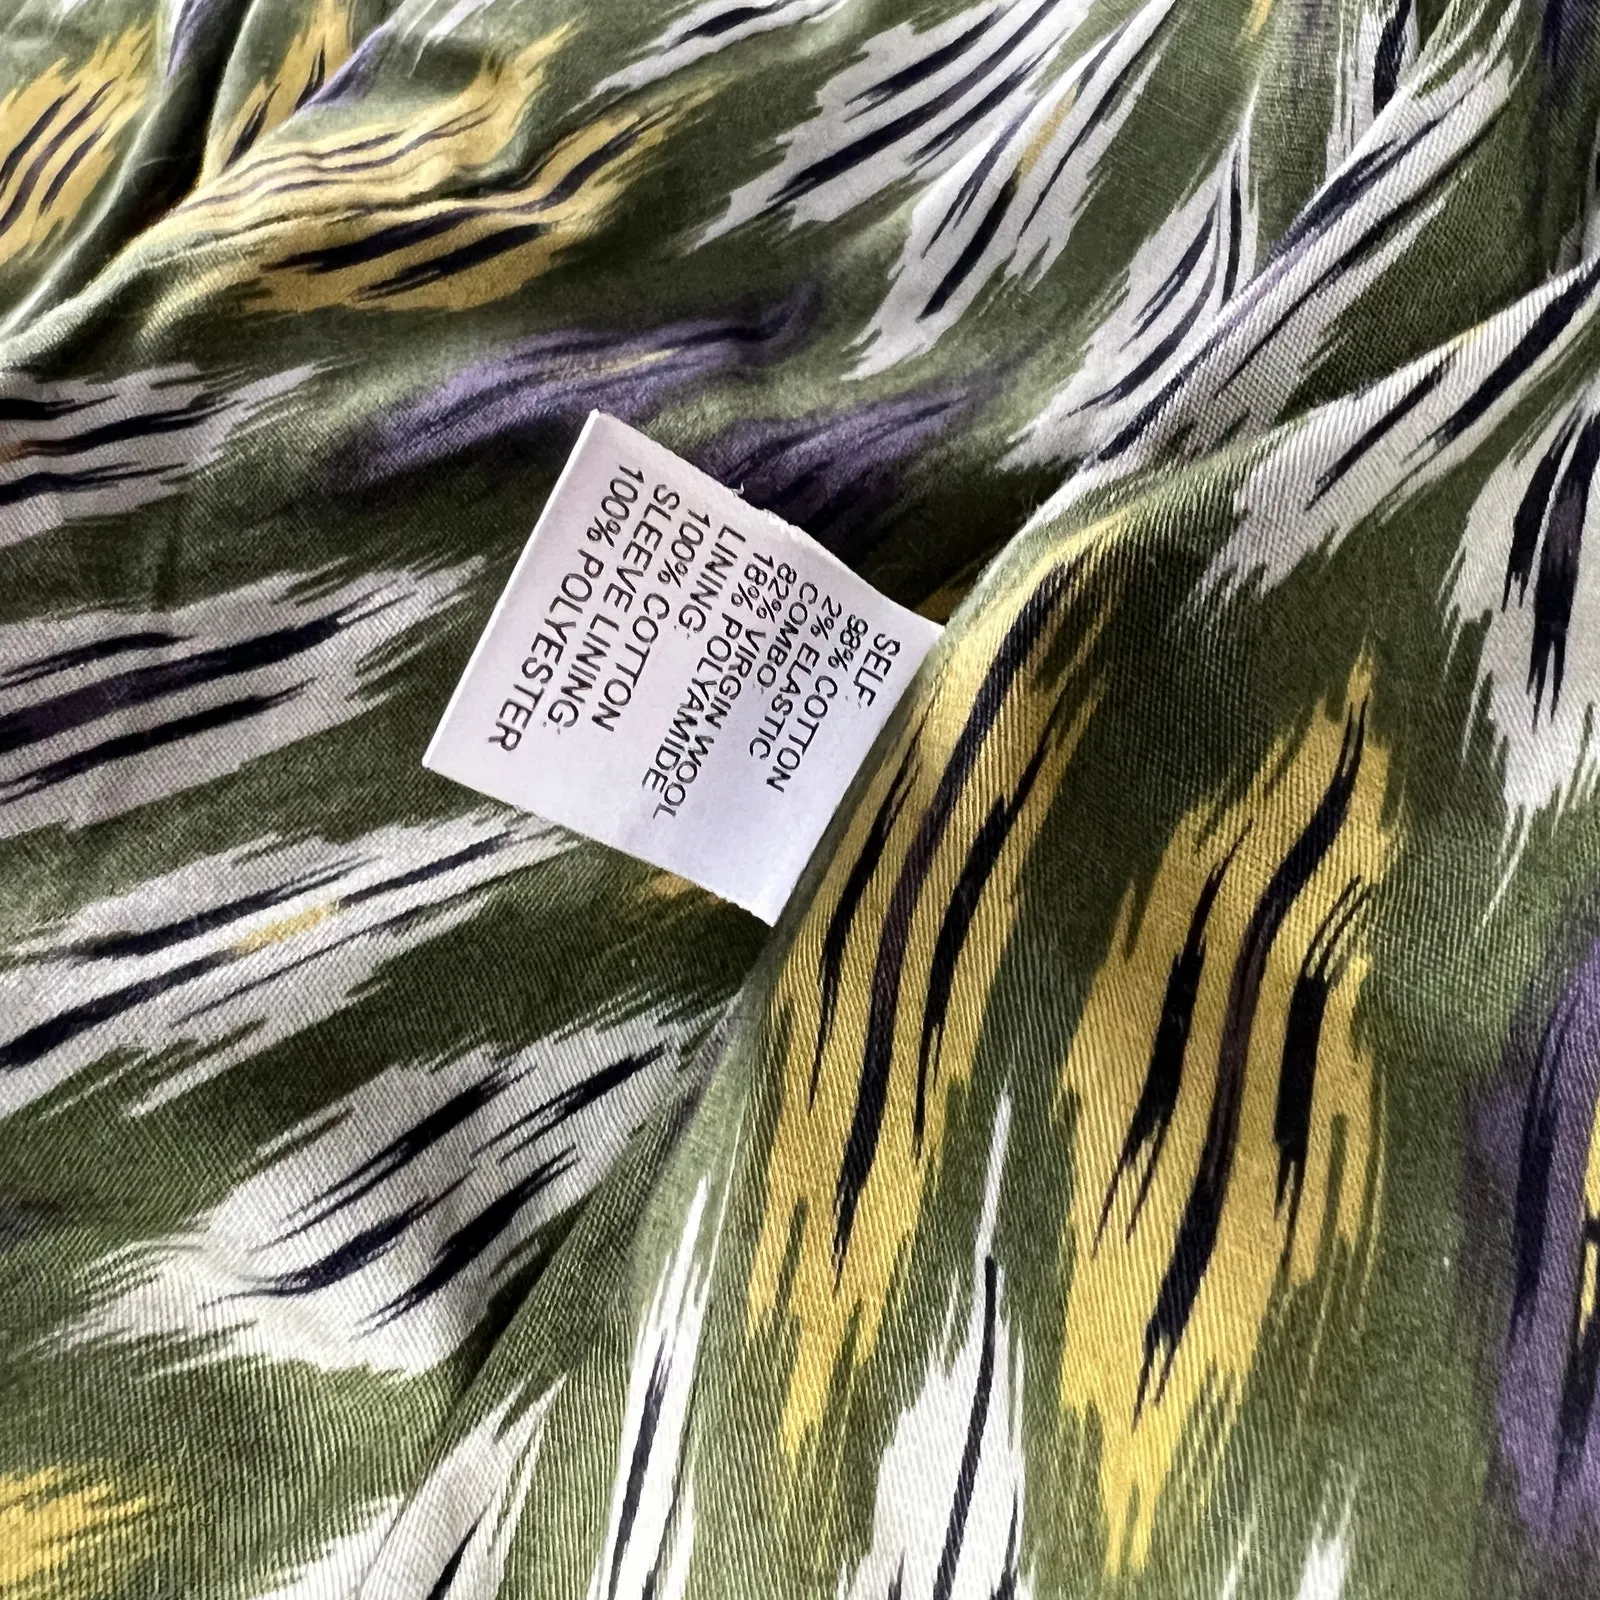 SELF:
98% COTTON
2% ELASTIC
COMBO:
82% VIRGIN WOOL
18% POLYAMIDE
LINING:
100% COTTON
SLEEVE LINING:
100% POLYESTER